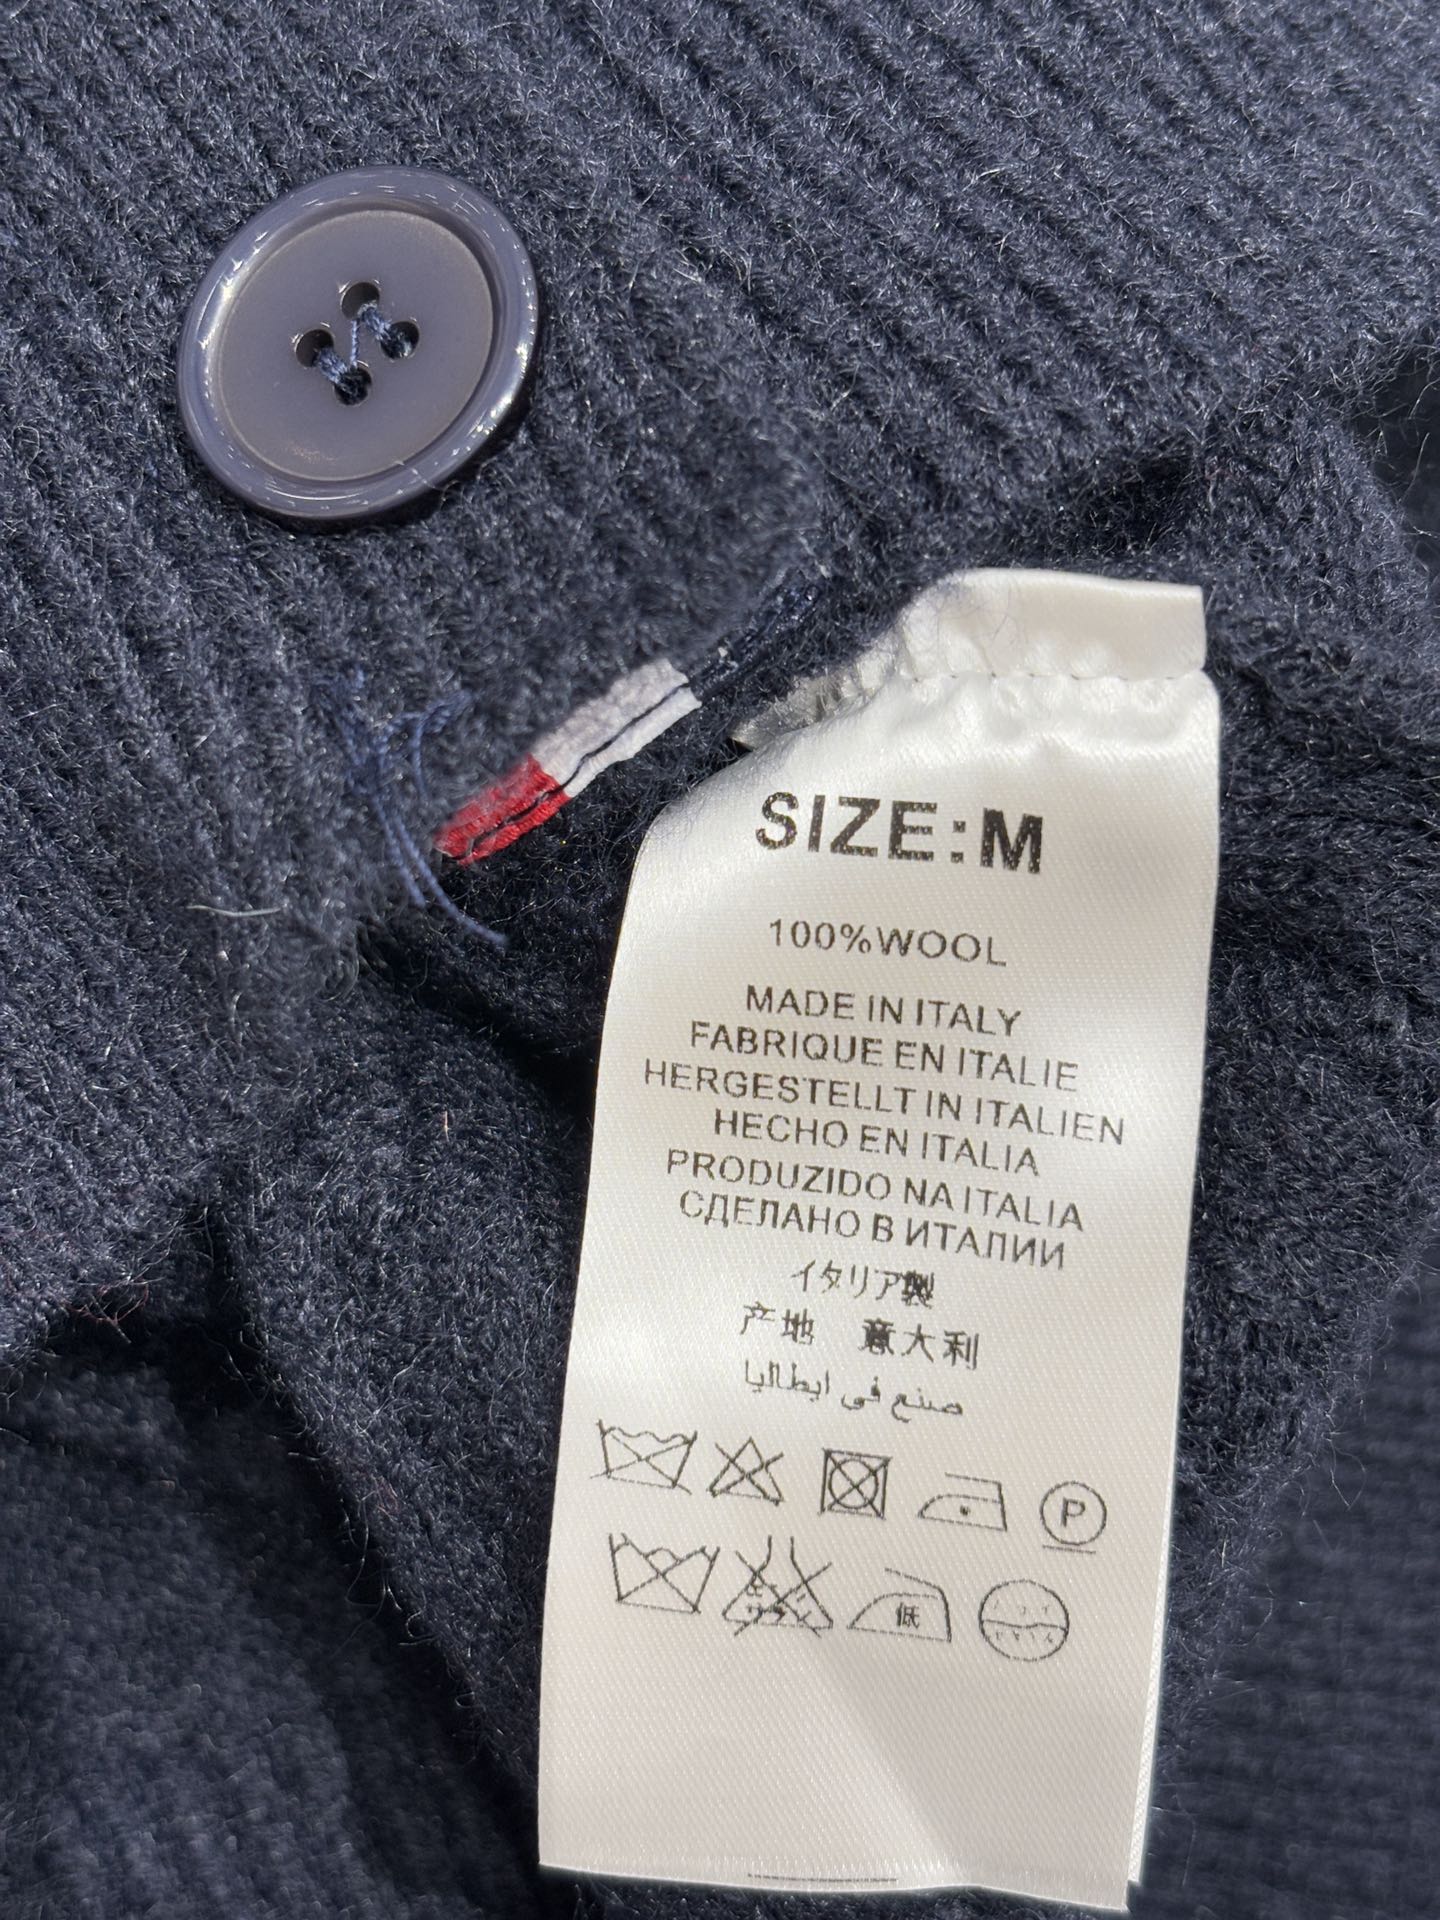 SIZE:M
100%WOOL
MADE IN ITALY
FABRIQUE EN ITALIE
HERGESTELLT IN ITALIEN
HECHO EN ITALIA
PRODUZIDO NA ITALIA
СДЕЛАНО В ИТАЛИИ
イタリア製
产地 意大利
صنع في ايطاليا
P
低